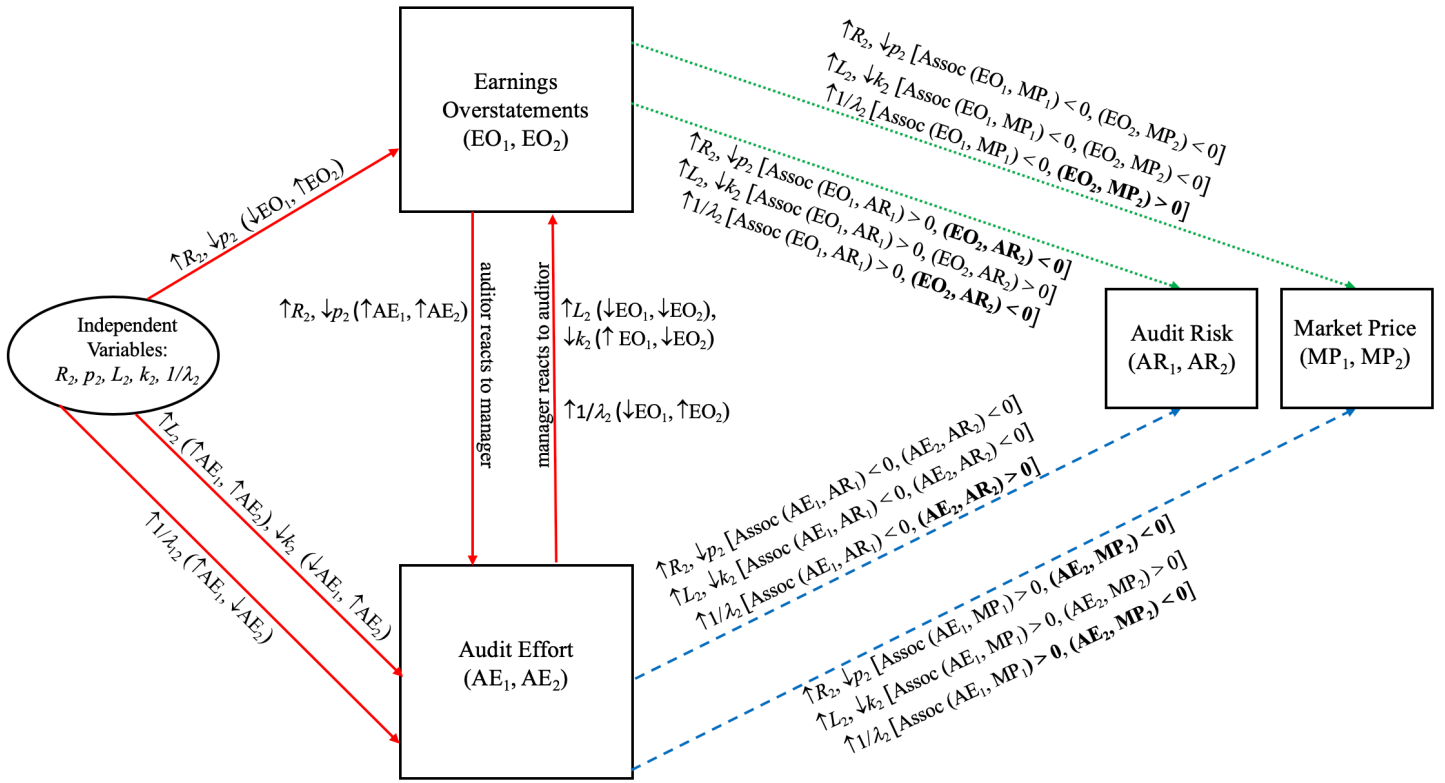 Earnings
Overstatements
(EO₁, EO₂)
↑R₂, ↓p₂ [Assoc (EO₁, MP₁) < 0, (EO₂, MP₂) < 0]
↑L₂, ↓k₂ [Assoc (EO₁, MP₁) < 0, (EO₂, MP₂) < 0]
↑1/λ₂ [Assoc (EO₁, MP₁) < 0, (EO₂, MP₂) > 0]
↑R₂, ↓p₂ [Assoc (EO₁, AR₁) > 0, (EO₂, AR₂) < 0]
↑L₂, ↓k₂ [Assoc (EO₁, AR₁) > 0, (EO₂, AR₂) > 0]
↑1/λ₂ [Assoc (EO₁, AR₁) > 0, (EO₂, AR₂) < 0]
↑R₂, ↓p₂ (↓EO₁, ↑EO₂)
Independent
Variables:
R₂, p₂, L₂, k₂, 1/λ₂
↑R₂, ↓p₂ (↑AE₁, ↑AE₂)
auditor reacts to manager
manager reacts to auditor
↑L₂ (↓EO₁, ↓EO₂),
↓k₂ (↑ EO₁, ↓EO₂)
↑1/λ₂ (↓EO₁, ↑EO₂)
Audit Risk
(AR₁, AR₂)
Market Price
(MP₁, MP₂)
↑L₂ (↑AE₁, ↑AE₂), ↓k₂ (↓AE₁, ↑AE₂)
↑1/λ₁₂ (↑AE₁, ↓AE₂)
Audit Effort
(AE₁, AE₂)
↑R₂, ↓p₂ [Assoc (AE₁, AR₁) < 0, (AE₂, AR₂) < 0]
↑L₂, ↓k₂ [Assoc (AE₁, AR₁) < 0, (AE₂, AR₂) < 0]
↑1/λ₂ [Assoc (AE₁, AR₁) < 0, (AE₂, AR₂) > 0]
↑R₂, ↓p₂ [Assoc (AE₁, MP₁) > 0, (AE₂, MP₂) < 0]
↑L₂, ↓k₂ [Assoc (AE₁, MP₁) > 0, (AE₂, MP₂) > 0]
↑1/λ₂ [Assoc (AE₁, MP₁) > 0, (AE₂, MP₂) < 0]